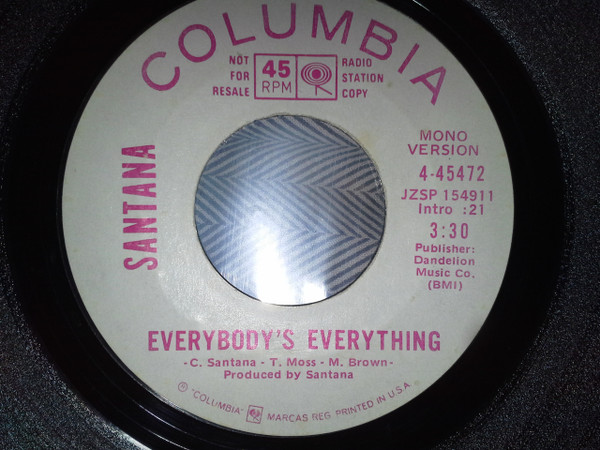 COLUMBIA
NOT
FOR
RESALE
45
RPM
RADIO
STATION
COPY
SANTANA
MONO
VERSION
4-45472
JZSP 154911
Intro :21
3:30
Publisher:
Dandelion
Music Co.
(BMI)
EVERYBODY'S EVERYTHING
-C. Santana - T. Moss - M. Brown-
Produced by Santana
℗ "COLUMBIA" MARCAS REG. PRINTED IN U.S.A.